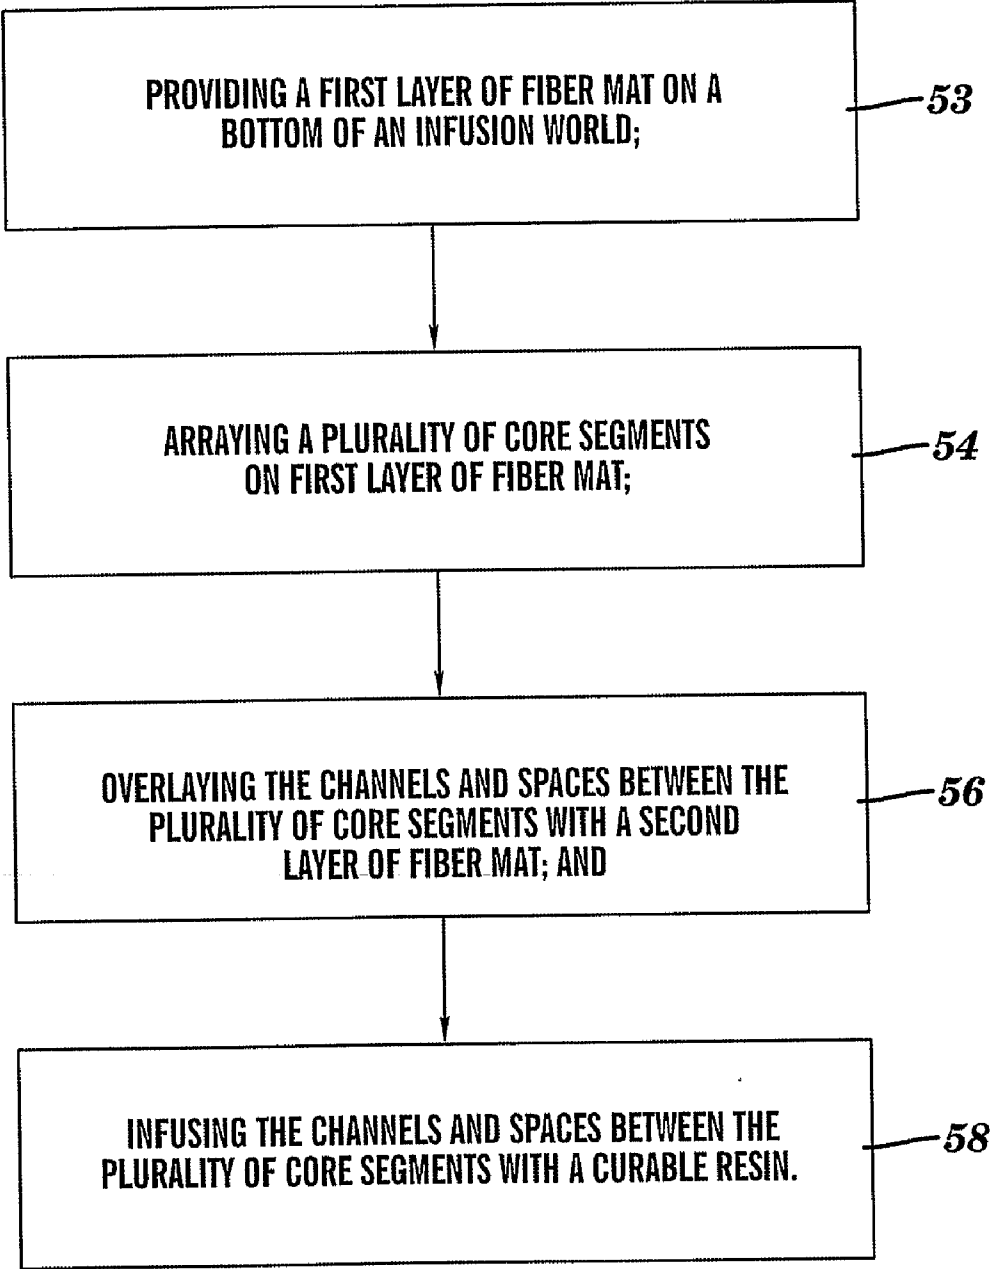 PROVIDING A FIRST LAYER OF FIBER MAT ON A
BOTTOM OF AN INFUSION WORLD;
53
ARRAYING A PLURALITY OF CORE SEGMENTS
ON FIRST LAYER OF FIBER MAT;
54
OVERLAYING THE CHANNELS AND SPACES BETWEEN THE
PLURALITY OF CORE SEGMENTS WITH A SECOND
LAYER OF FIBER MAT; AND
56
INFUSING THE CHANNELS AND SPACES BETWEEN THE
PLURALITY OF CORE SEGMENTS WITH A CURABLE RESIN.
58